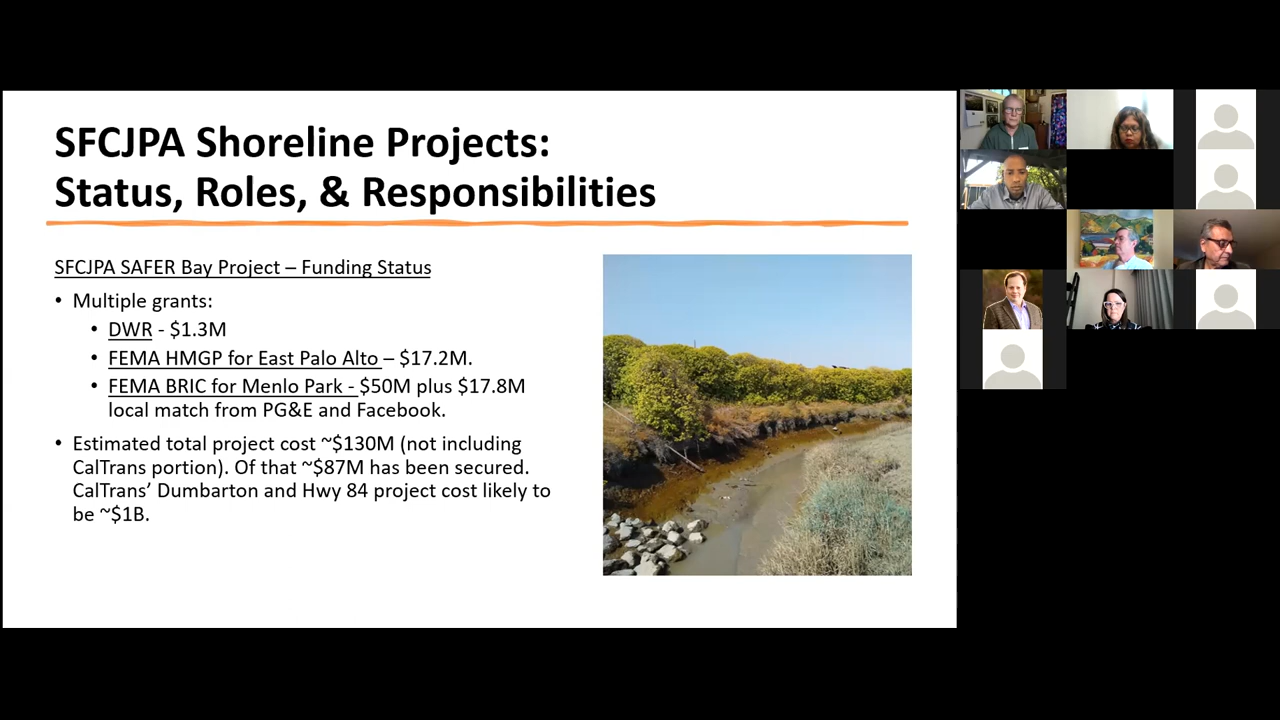 SFCJPA Shoreline Projects:
Status, Roles, & Responsibilities
SFCJPA SAFER Bay Project – Funding Status
• Multiple grants:
• DWR - $1.3M
• FEMA HMGP for East Palo Alto – $17.2M.
• FEMA BRIC for Menlo Park - $50M plus $17.8M
local match from PG&E and Facebook.
• Estimated total project cost ~$130M (not including
CalTrans portion). Of that ~$87M has been secured.
CalTrans’ Dumbarton and Hwy 84 project cost likely to
be ~$1B.